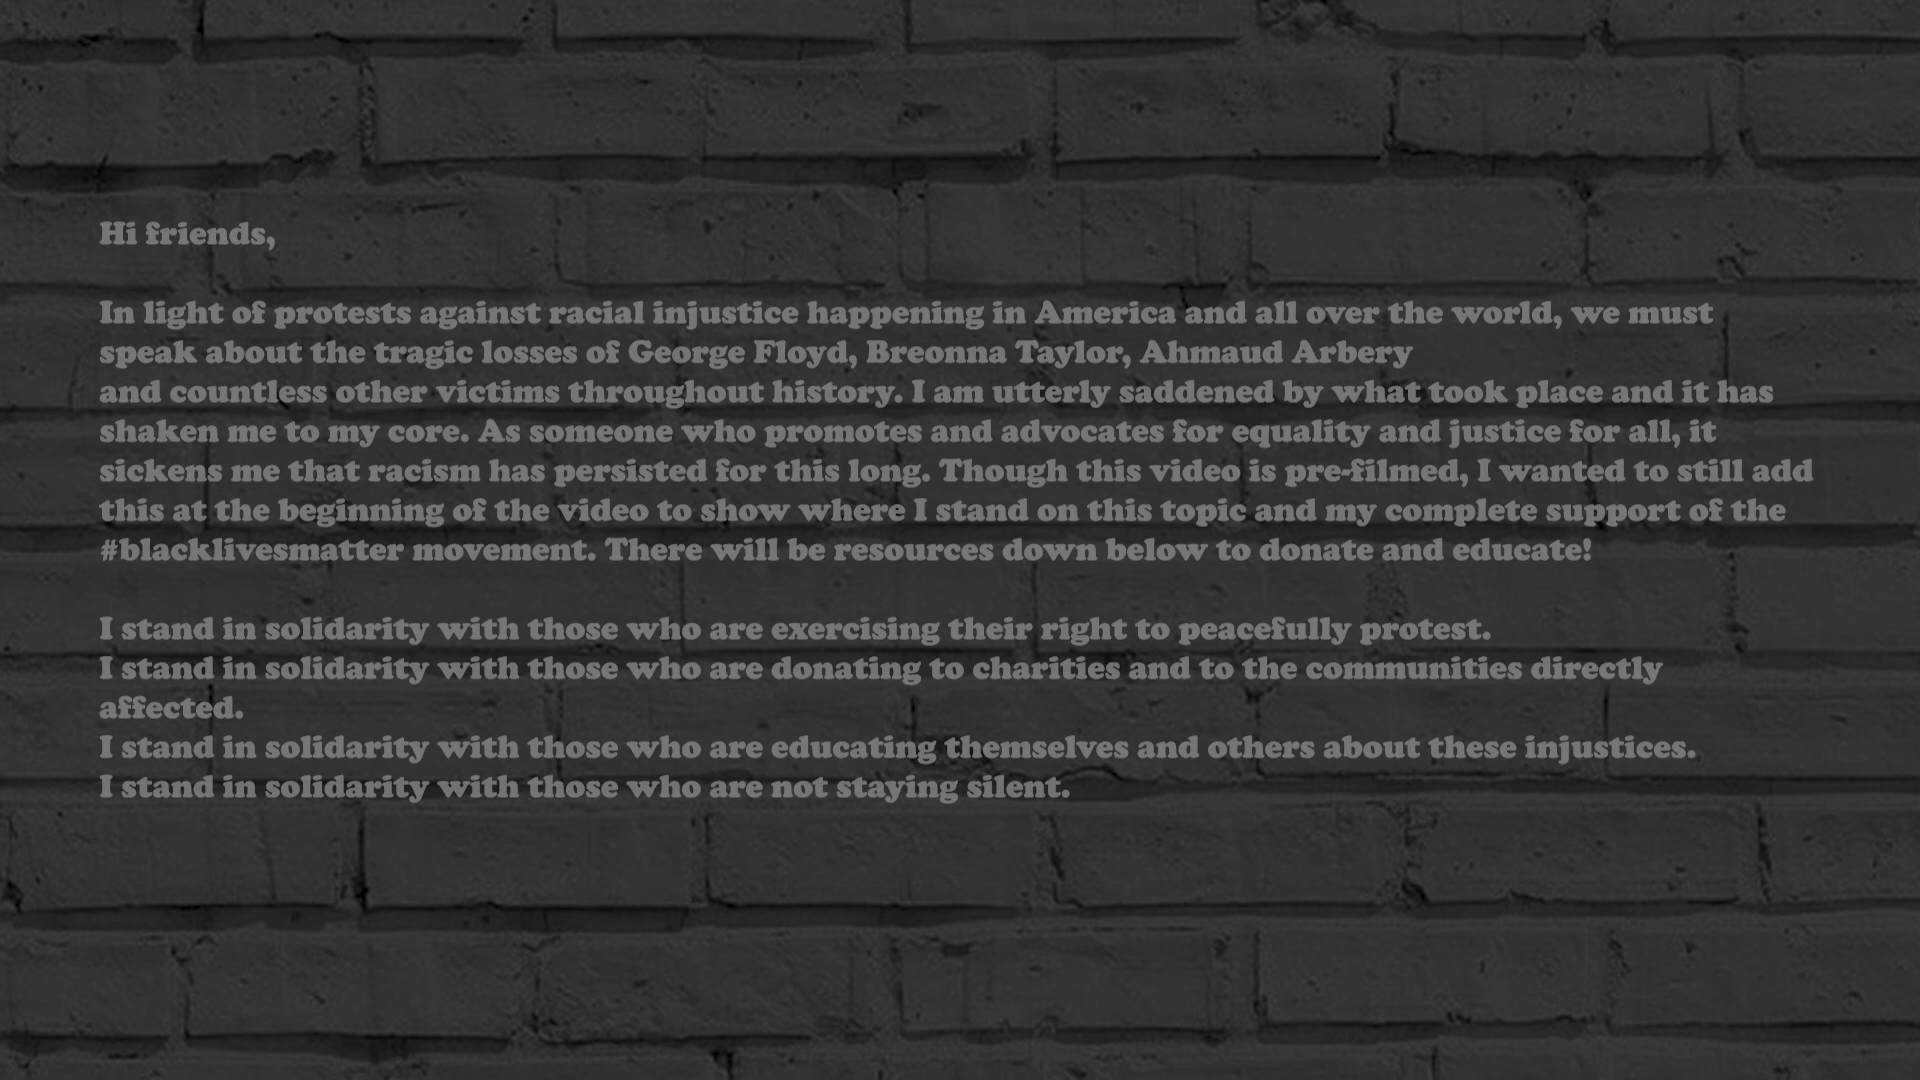 Hi friends,
In light of protests against racial injustice happening in America and all over the world, we must
speak about the tragic losses of George Floyd, Breonna Taylor, Ahmaud Arbery
and countless other victims throughout history. I am utterly saddened by what took place and it has
shaken me to my core. As someone who promotes and advocates for equality and justice for all, it
sickens me that racism has persisted for this long. Though this video is pre-filmed, I wanted to still add
this at the beginning of the video to show where I stand on this topic and my complete support of the
#blacklivesmatter movement. There will be resources down below to donate and educate!
I stand in solidarity with those who are exercising their right to peacefully protest.
I stand in solidarity with those who are donating to charities and to the communities directly
affected.
I stand in solidarity with those who are educating themselves and others about these injustices.
I stand in solidarity with those who are not staying silent.